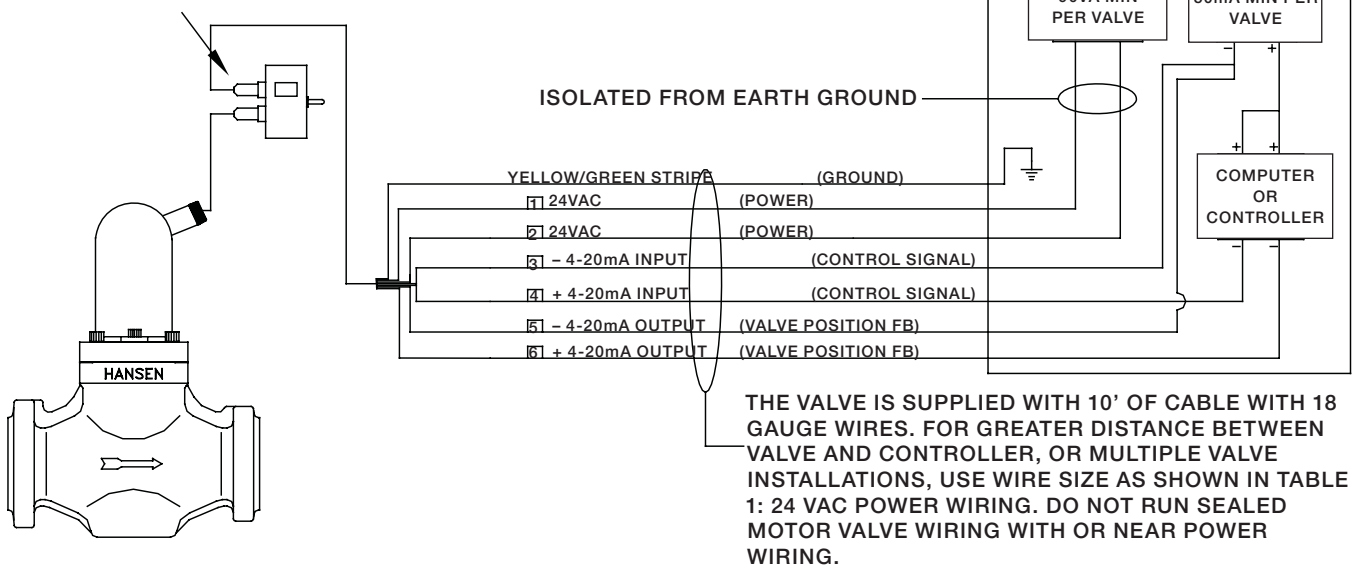 PER VALVE
MIN PER
VALVE
−
+
ISOLATED FROM EARTH GROUND
+ +
COMPUTER
OR
CONTROLLER
− −
YELLOW/GREEN STRIPE (GROUND)
1 24VAC (POWER)
2 24VAC (POWER)
3 − 4-20mA INPUT (CONTROL SIGNAL)
4 + 4-20mA INPUT (CONTROL SIGNAL)
5 − 4-20mA OUTPUT (VALVE POSITION FB)
6 + 4-20mA OUTPUT (VALVE POSITION FB)
HANSEN
THE VALVE IS SUPPLIED WITH 10’ OF CABLE WITH 18
GAUGE WIRES. FOR GREATER DISTANCE BETWEEN
VALVE AND CONTROLLER, OR MULTIPLE VALVE
INSTALLATIONS, USE WIRE SIZE AS SHOWN IN TABLE
1: 24 VAC POWER WIRING. DO NOT RUN SEALED
MOTOR VALVE WIRING WITH OR NEAR POWER
WIRING.